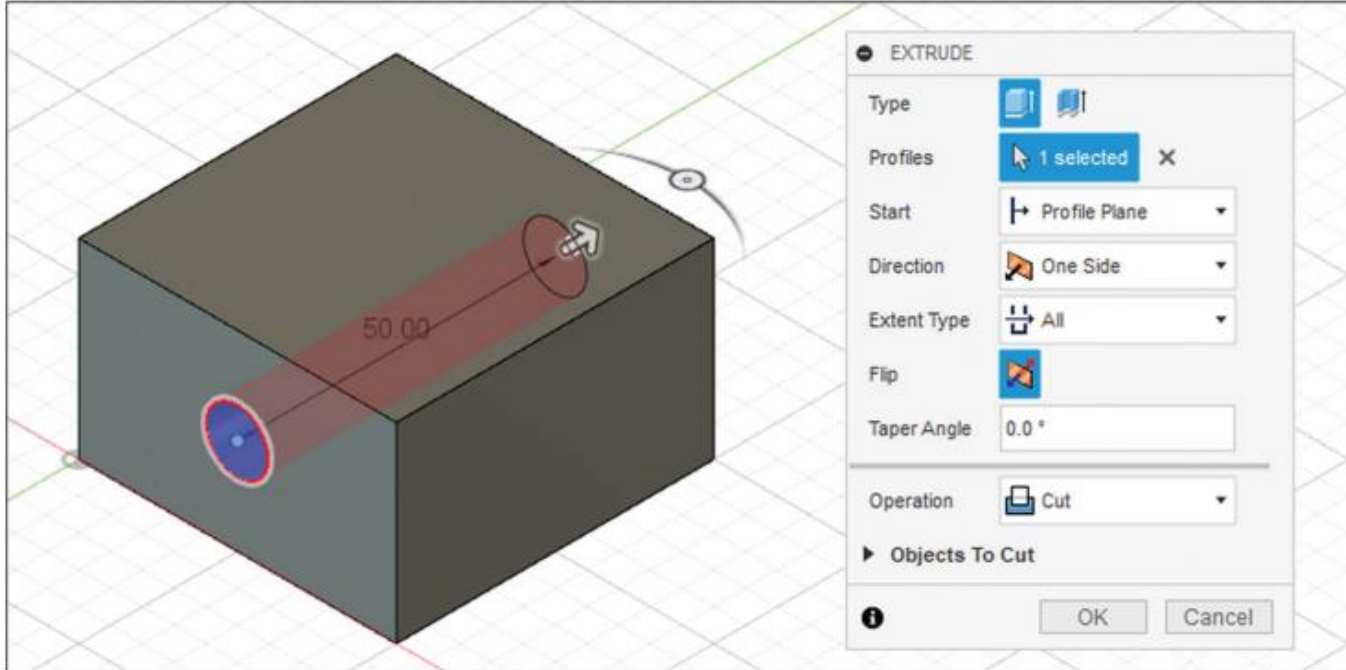 EXTRUDE
Type
Profiles 1 selected
Start Profile Plane
Direction One Side
Extent Type All
Flip
Taper Angle 0.0 °
Operation Cut
Objects To Cut
OK Cancel
50.00